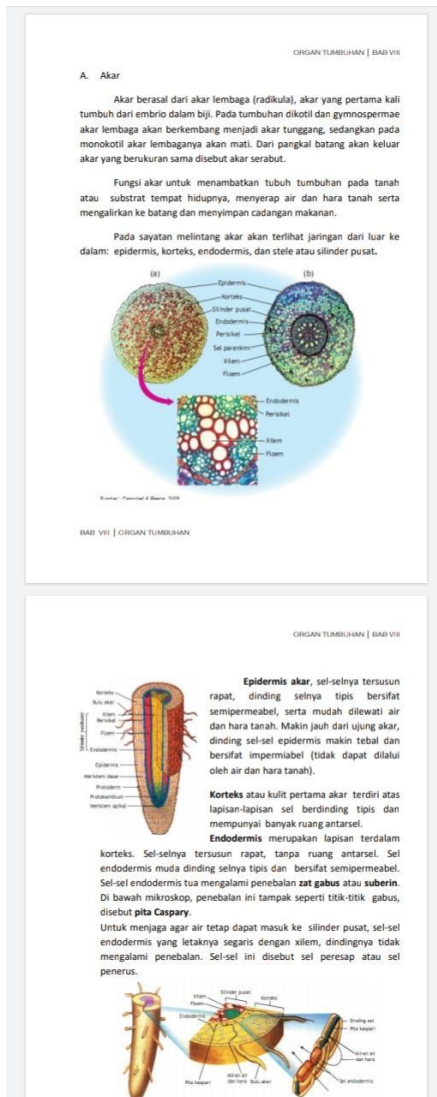 ORGAN TUMBUHAN | BAB VIII
A. Akar
Akar berasal dari akar lembaga (radikula), akar yang pertama kali
tumbuh dari embrio dalam biji. Pada tumbuhan dikotil dan gymnospermae
akar lembaga akan berkembang menjadi akar tunggang, sedangkan pada
monokotil akar lembaganya akan mati. Dari pangkal batang akan keluar
akar yang berukuran sama disebut akar serabut.
Fungsi akar untuk menambatkan tubuh tumbuhan pada tanah
atau substrat tempat hidupnya, menyerap air dan hara tanah serta
mengalirkan ke batang dan menyimpan cadangan makanan.
Pada sayatan melintang akar akan terlihat jaringan dari luar ke
dalam: epidermis, korteks, endodermis, dan stele atau silinder pusat.
(a) (b)
Epidermis
Korteks
Silinder pusat
Endodermis
Perisikel
Sel parenkim
Xilem
Floem
Endodermis
Perisikel
Xilem
Floem
Sumber: Campbel & Reece, 2008
BAB VIII | ORGAN TUMBUHAN
ORGAN TUMBUHAN | BAB VIII
Korteks
Bulu akar
Xilem
Perisikel
Floem
Endodermis
Silinder vaskuler
Epidermis
Meristem dasar
Protoderm
Prokambium
Meristem apikal
Epidermis akar, sel-selnya tersusun
rapat, dinding selnya tipis bersifat
semipermeabel, serta mudah dilewati air
dan hara tanah. Makin jauh dari ujung akar,
dinding sel-sel epidermis makin tebal dan
bersifat impermiabel (tidak dapat dilalui
oleh air dan hara tanah).
Korteks atau kulit pertama akar terdiri atas
lapisan-lapisan sel berdinding tipis dan
mempunyai banyak ruang antarsel.
Endodermis merupakan lapisan terdalam
korteks. Sel-selnya tersusun rapat, tanpa ruang antarsel. Sel
endodermis muda dinding selnya tipis dan bersifat semipermeabel.
Sel-sel endodermis tua mengalami penebalan zat gabus atau suberin.
Di bawah mikroskop, penebalan ini tampak seperti titik-titik gabus,
disebut pita Caspary.
Untuk menjaga agar air tetap dapat masuk ke silinder pusat, sel-sel
endodermis yang letaknya segaris dengan xilem, dindingnya tidak
mengalami penebalan. Sel-sel ini disebut sel peresap atau sel
penerus.
Silinder pusat
Xilem
Floem
Korteks
Endodermis
Pita kaspari
Aliran air
dan hara
Bulu akar
Dinding sel
Pita kaspari
Aliran air
dan hara
Sel endodermis